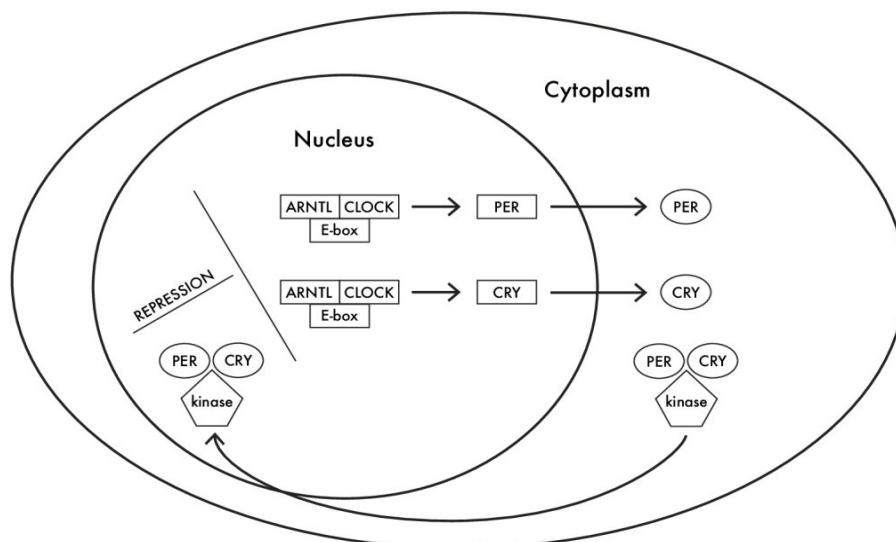 Cytoplasm
Nucleus
ARNTL CLOCK PER PER
E-box
ARNTL CLOCK CRY CRY
E-box
REPRESSION
PER CRY
kinase
PER CRY
kinase